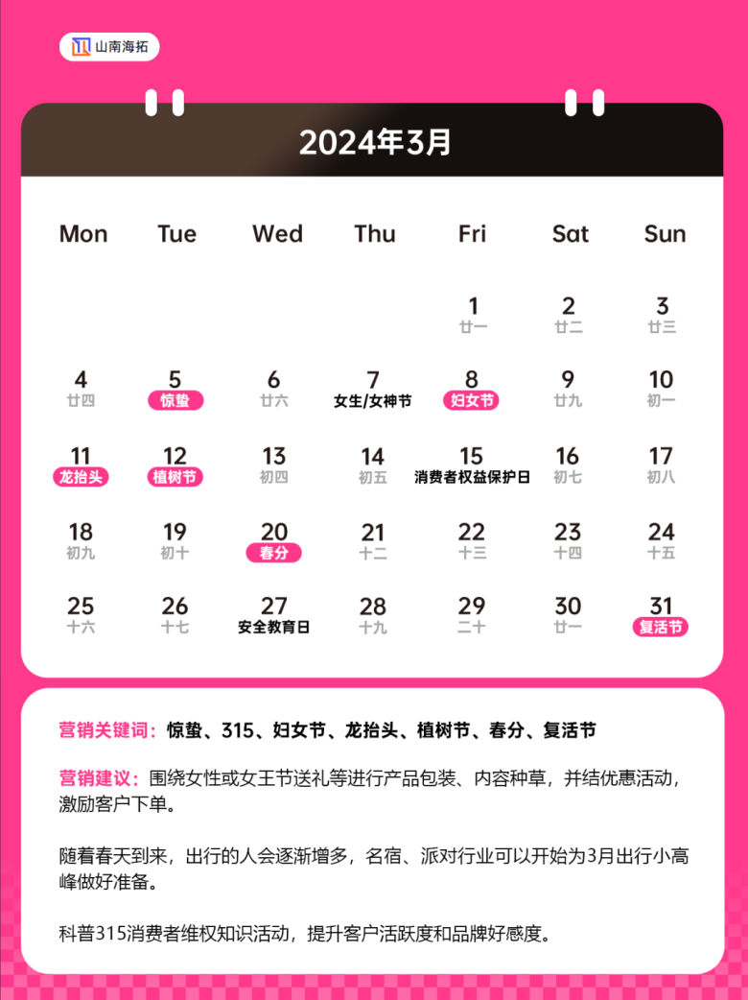 山南海拓
2024年3月
Mon Tue Wed Thu Fri Sat Sun
1 2 3
廿一 廿二 廿三
4 5 6 7 8 9 10
廿四 惊蛰 廿六 女生/女神节 妇女节 廿九 初一
11 12 13 14 15 16 17
龙抬头 植树节 初四 初五 消费者权益保护日 初七 初八
18 19 20 21 22 23 24
初九 初十 春分 十二 十三 十四 十五
25 26 27 28 29 30 31
十六 十七 安全教育日 十九 二十 廿一 复活节
营销关键词：惊蛰、315、妇女节、龙抬头、植树节、春分、复活节
营销建议：围绕女性或女王节送礼等进行产品包装、内容种草，并结优惠活动，
激励客户下单。
随着春天到来，出行的人会逐渐增多，名宿、派对行业可以开始为3月出行小高
峰做好准备。
科普315消费者维权知识活动，提升客户活跃度和品牌好感度。